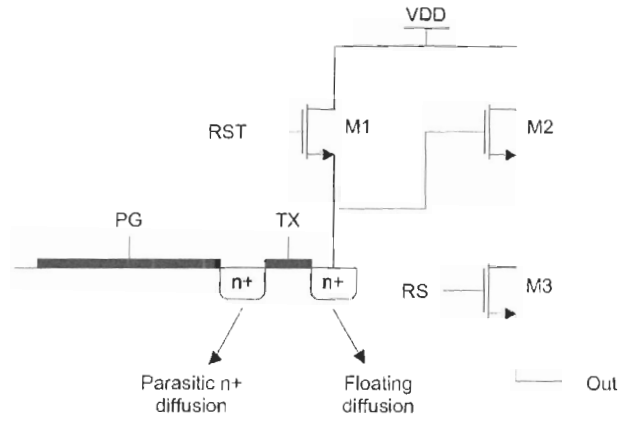 VDD
RST
M1
M2
PG
TX
n+
n+
RS
M3
Parasitic n+
diffusion
Floating
diffusion
Out